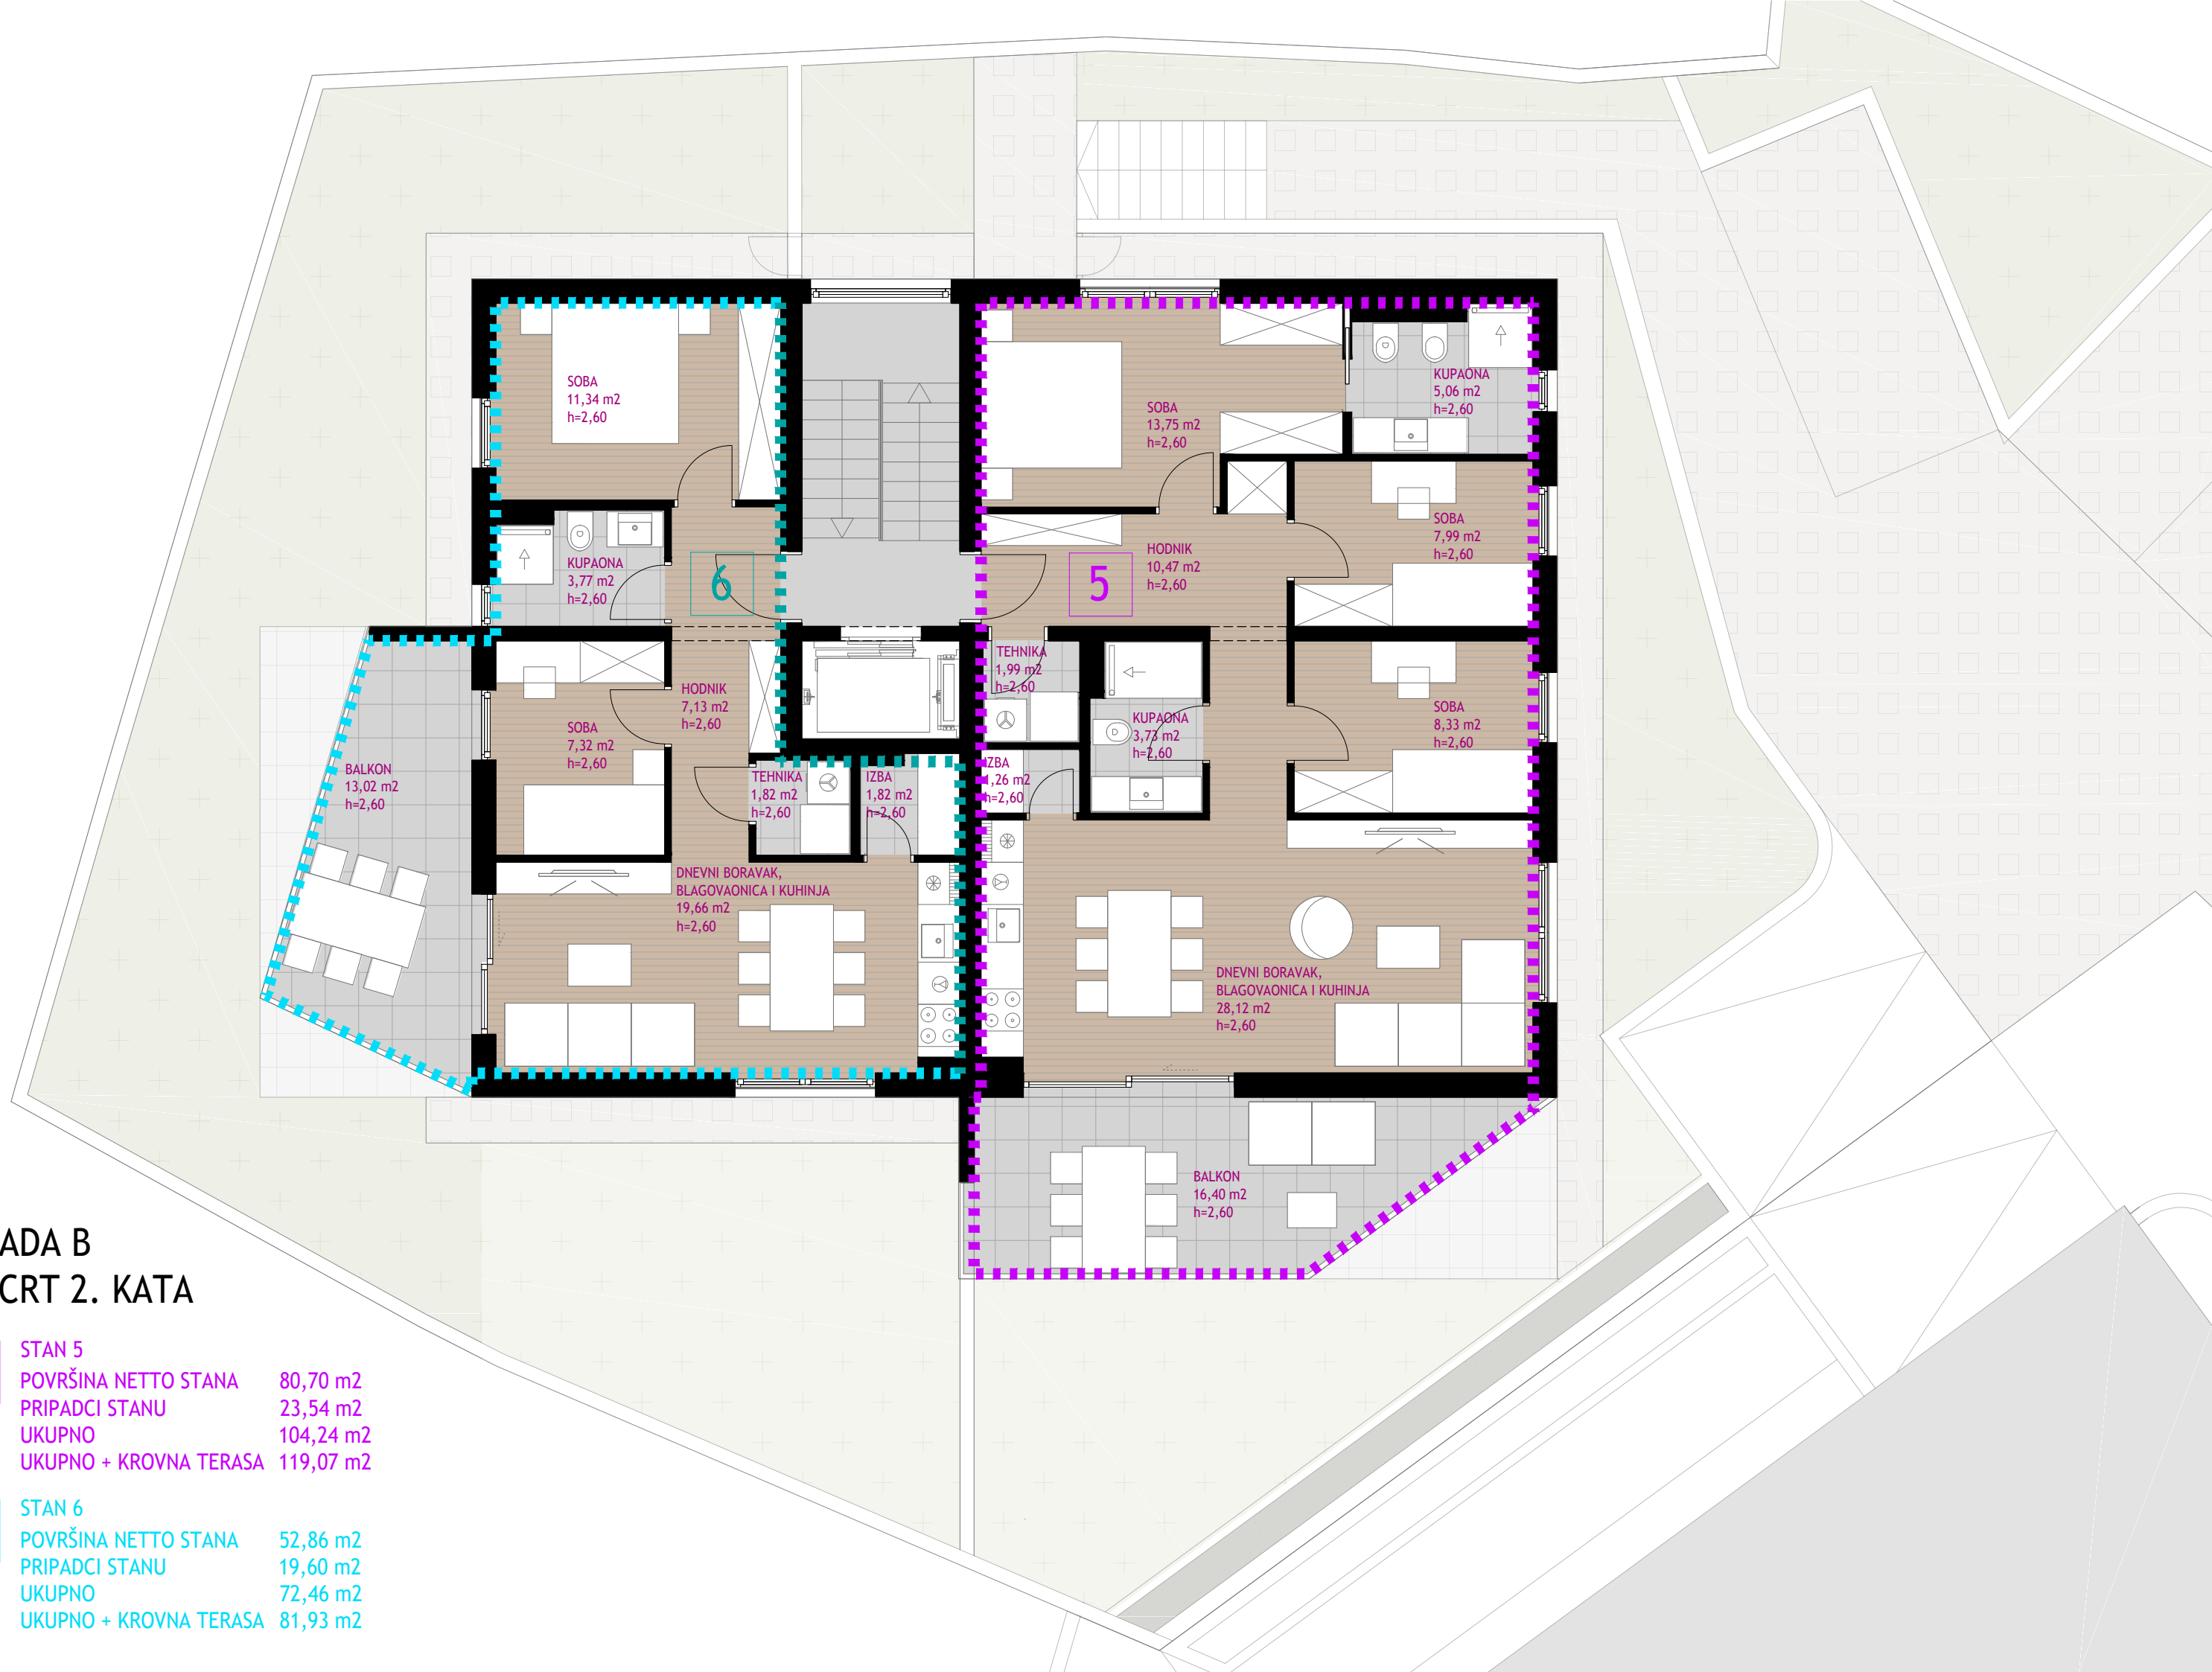 SOBA
11,34 m2
h=2,60
KUPAONA
5,06 m2
h=2,60
SOBA
13,75 m2
h=2,60
SOBA
7,99 m2
h=2,60
KUPAONA
3,77 m2
h=2,60
6
5
HODNIK
10,47 m2
h=2,60
TEHNIKA
1,99 m2
h=2,60
HODNIK
7,13 m2
h=2,60
SOBA
7,32 m2
h=2,60
KUPAONA
3,73 m2
h=2,60
SOBA
8,33 m2
h=2,60
BALKON
13,02 m2
h=2,60
TEHNIKA
1,82 m2
h=2,60
IZBA
1,82 m2
h=2,60
IZBA
1,26 m2
h=2,60
DNEVNI BORAVAK,
BLAGOVAONICA I KUHINJA
19,66 m2
h=2,60
DNEVNI BORAVAK,
BLAGOVAONICA I KUHINJA
28,12 m2
h=2,60
BALKON
16,40 m2
h=2,60
ADA B
CRT 2. KATA
STAN 5
POVRŠINA NETTO STANA 80,70 m2
PRIPADCI STANU 23,54 m2
UKUPNO 104,24 m2
UKUPNO + KROVNA TERASA 119,07 m2
STAN 6
POVRŠINA NETTO STANA 52,86 m2
PRIPADCI STANU 19,60 m2
UKUPNO 72,46 m2
UKUPNO + KROVNA TERASA 81,93 m2